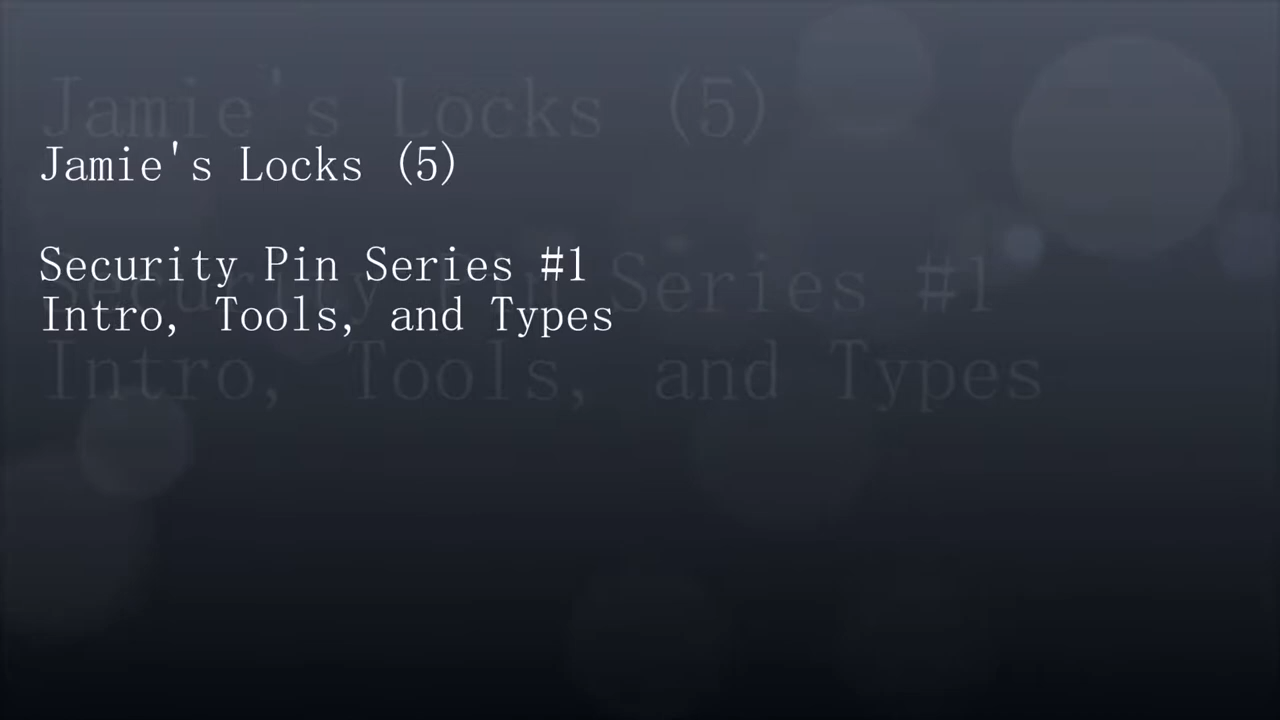 Jamie's Locks (5)
Security Pin Series #1
Intro, Tools, and Types